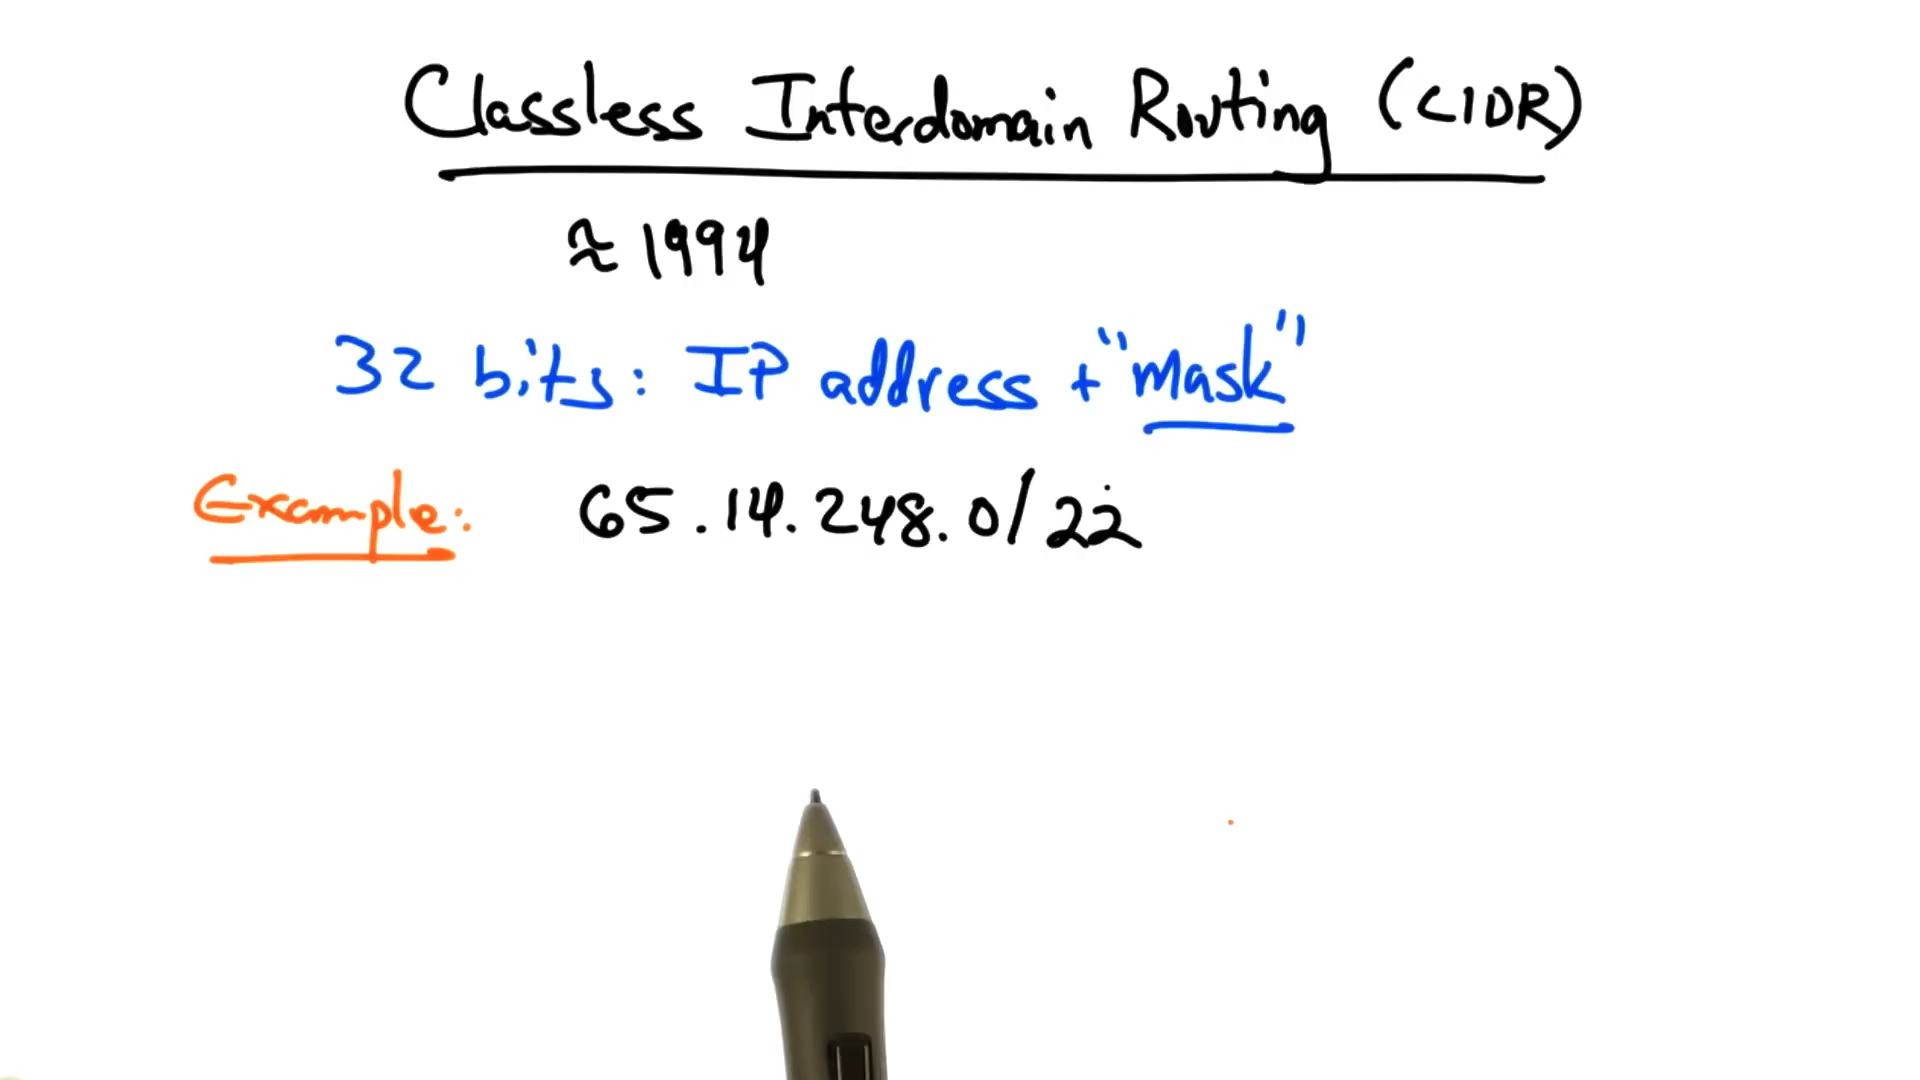 Classless Interdomain Routing (CIDR)
≈ 1994
32 bits: IP address + "mask"
Example: 65.14.248.0/22